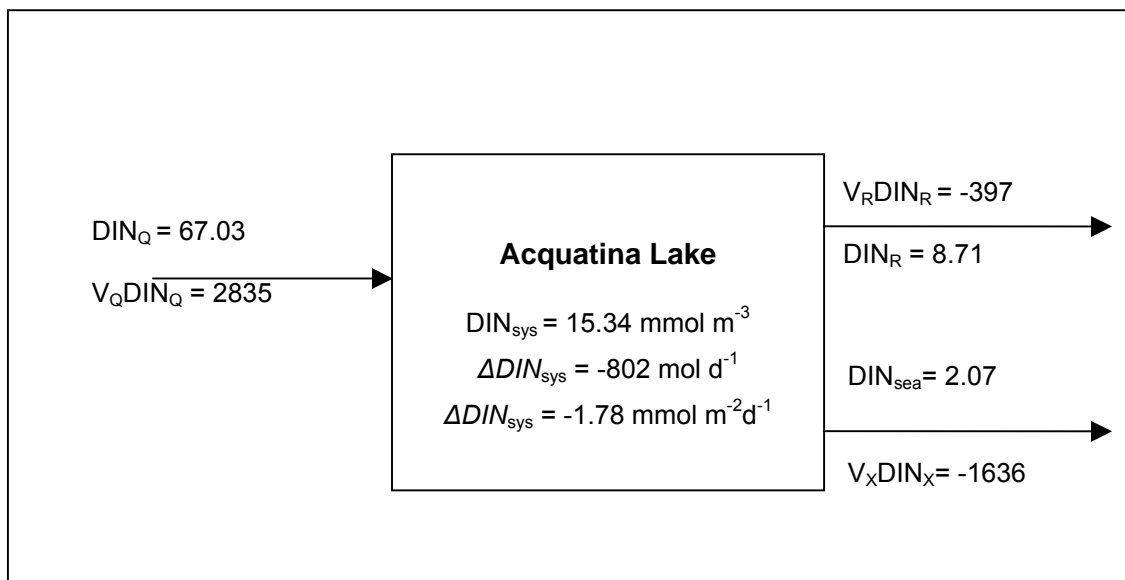 DIN_Q = 67.03
V_QDIN_Q = 2835
Acquatina Lake
DIN_sys = 15.34 mmol m^-3
ΔDIN_sys = -802 mol d^-1
ΔDIN_sys = -1.78 mmol m^-2d^-1
V_RDIN_R = -397
DIN_R = 8.71
DIN_sea= 2.07
V_XDIN_X= -1636